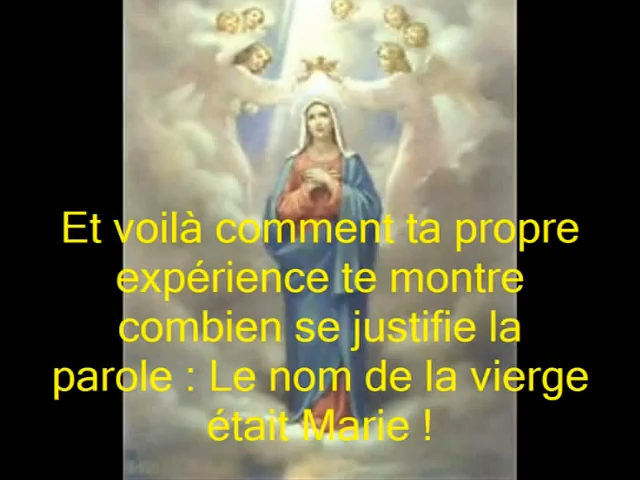 Et voilà comment ta propre
expérience te montre
combien se justifie la
parole : Le nom de la vierge
était Marie !